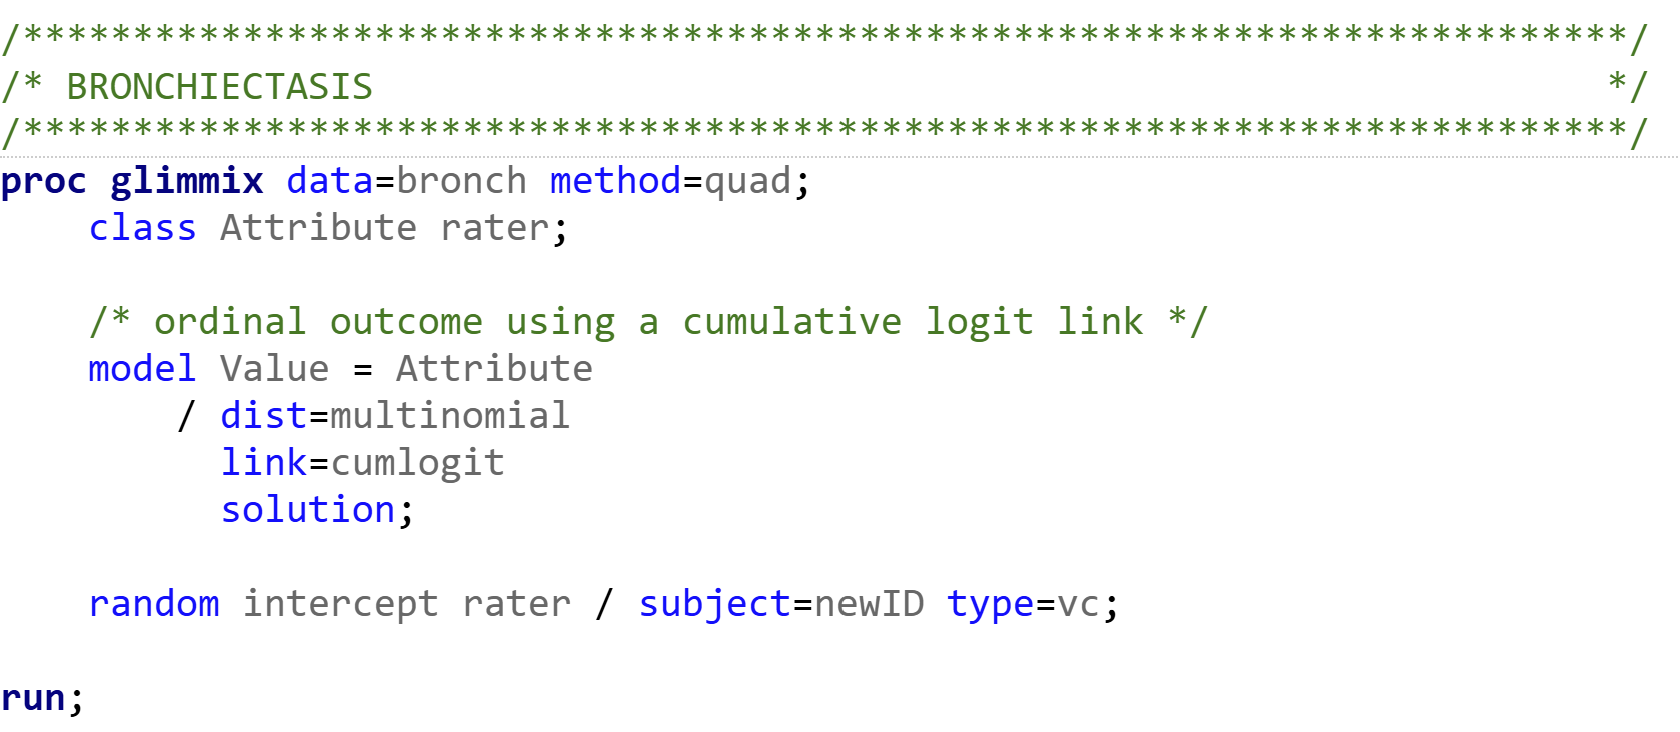 /*************************************************************************/
/* BRONCHIECTASIS                                                        */
/*************************************************************************/
proc glimmix data=bronch method=quad;
    class Attribute rater;

    /* ordinal outcome using a cumulative logit link */
    model Value = Attribute
        / dist=multinomial
          link=cumlogit
          solution;

    random intercept rater / subject=newID type=vc;

run;